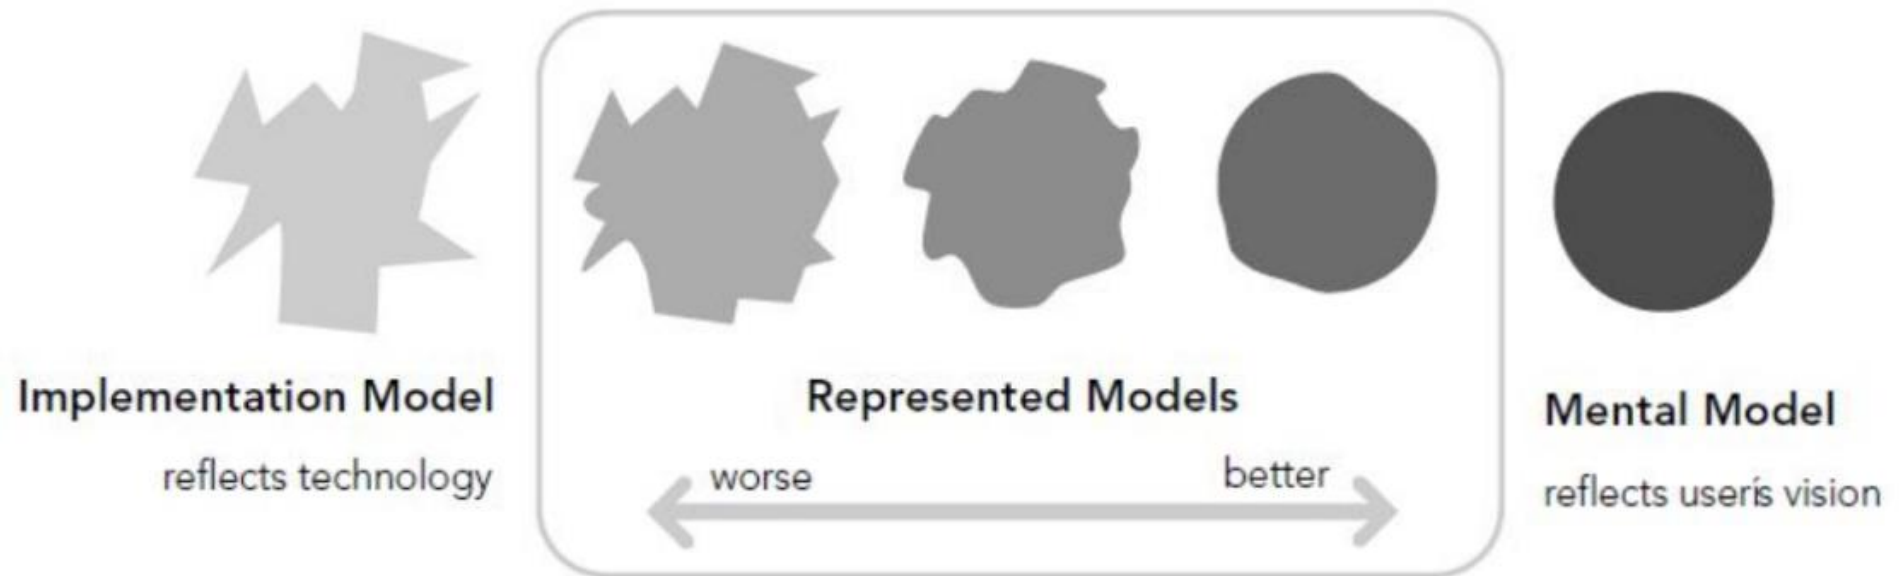 Implementation Model
reflects technology
Represented Models
worse
better
Mental Model
reflects userís vision